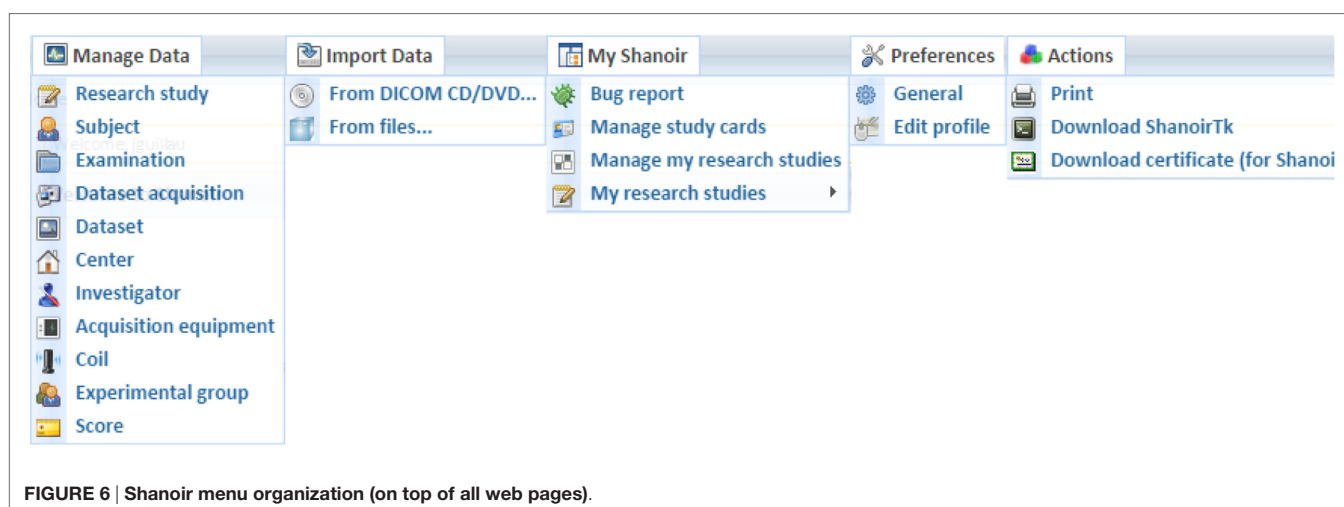 Manage Data
Research study
Subject
Examination
Dataset acquisition
Dataset
Center
Investigator
Acquisition equipment
Coil
Experimental group
Score
Import Data
From DICOM CD/DVD...
From files...
My Shanoir
Bug report
Manage study cards
Manage my research studies
My research studies
Preferences
General
Edit profile
Actions
Print
Download ShanoirTk
Download certificate (for Shanoi
FIGURE 6 | Shanoir menu organization (on top of all web pages).